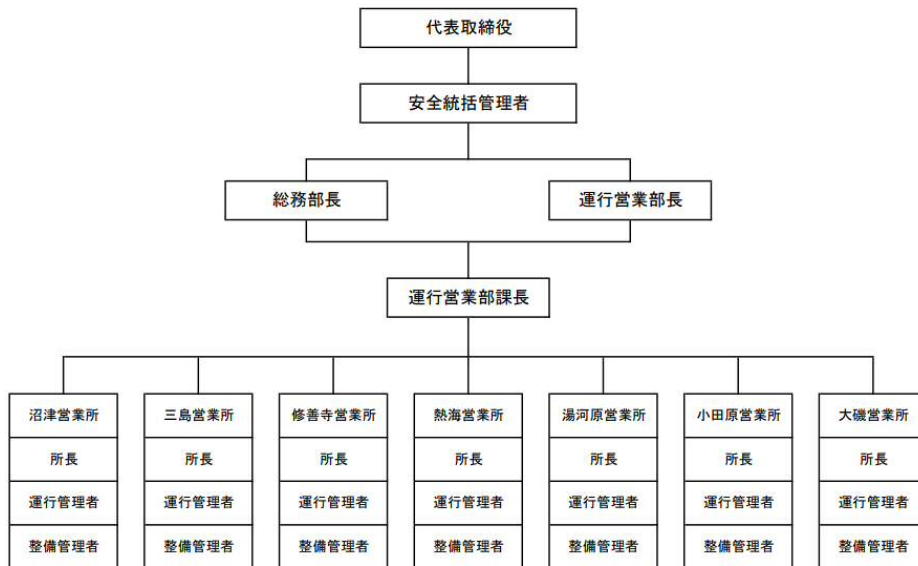 代表取締役
安全統括管理者
総務部長
運行営業部長
運行営業部課長
沼津営業所
三島営業所
修善寺営業所
熱海営業所
湯河原営業所
小田原営業所
大磯営業所
所長
所長
所長
所長
所長
所長
所長
運行管理者
運行管理者
運行管理者
運行管理者
運行管理者
運行管理者
運行管理者
整備管理者
整備管理者
整備管理者
整備管理者
整備管理者
整備管理者
整備管理者